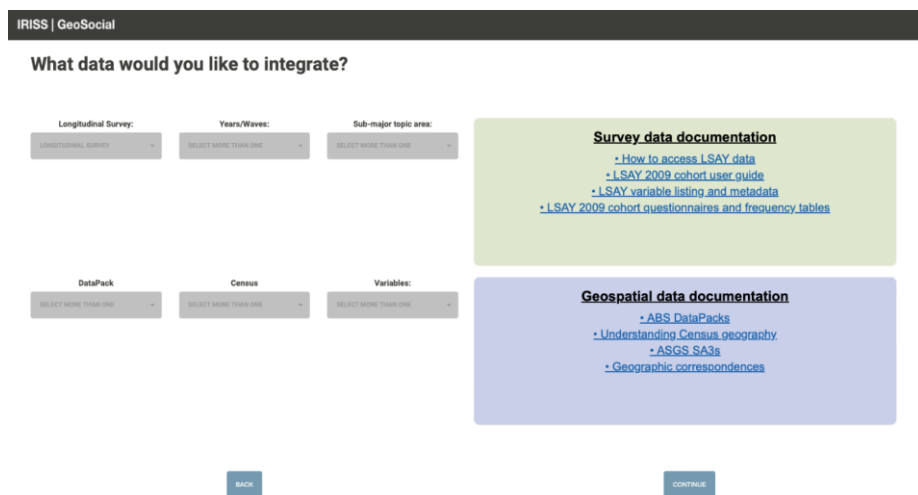 IRISS | GeoSocial
What data would you like to integrate?
Longitudinal Survey:
Years/Waves:
Sub-major topic area:
LONGITUDINAL SURVEY
SELECT MORE THAN ONE
SELECT MORE THAN ONE
Survey data documentation
• How to access LSAY data
• LSAY 2009 cohort user guide
• LSAY variable listing and metadata
• LSAY 2009 cohort questionnaires and frequency tables
DataPack
Census
Variables:
SELECT MORE THAN ONE
SELECT MORE THAN ONE
SELECT MORE THAN ONE
Geospatial data documentation
• ABS DataPacks
• Understanding Census geography
• ASGS SA3s
• Geographic correspondences
BACK
CONTINUE